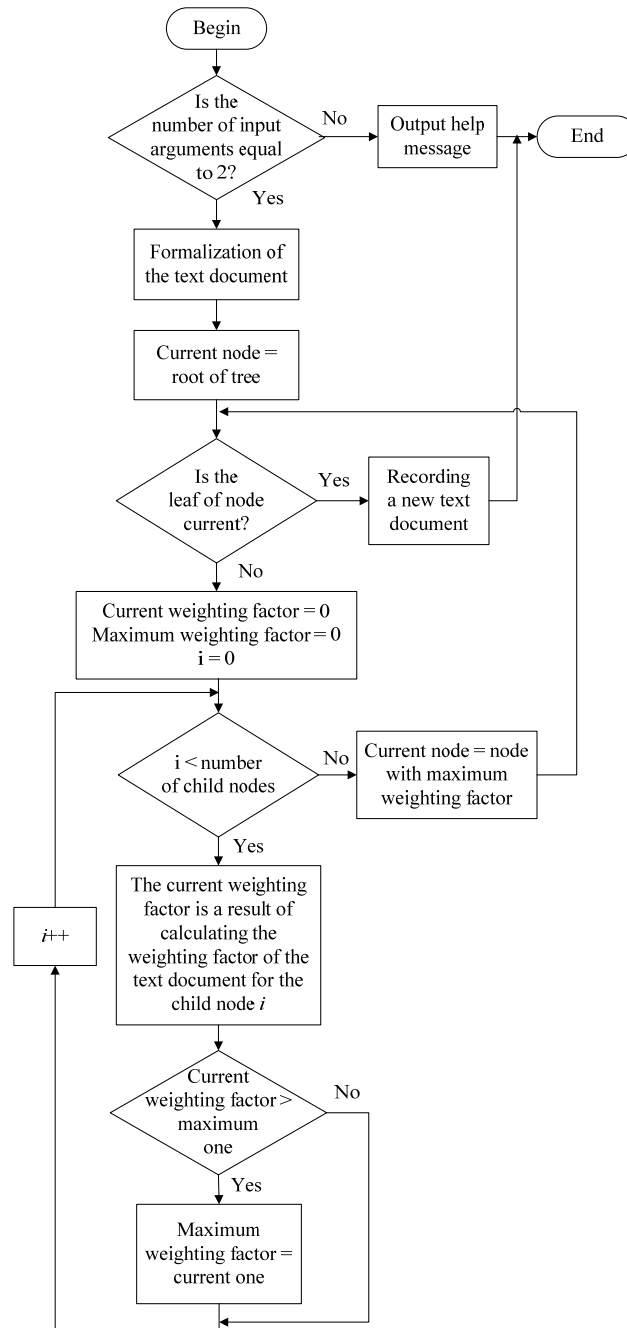 Begin
Is the
number of input
arguments equal
to 2?
No
Output help
message
End
Yes
Formalization of
the text document
Current node =
root of tree
Is the
leaf of node
current?
Yes
Recording
a new text
document
No
Current weighting factor = 0
Maximum weighting factor = 0
i = 0
i < number
of child nodes
No
Current node = node
with maximum
weighting factor
Yes
The current weighting
factor is a result of
calculating the
weighting factor of the
text document for the
child node i
i++
Current
weighting factor >
maximum
one
No
Yes
Maximum
weighting factor =
current one